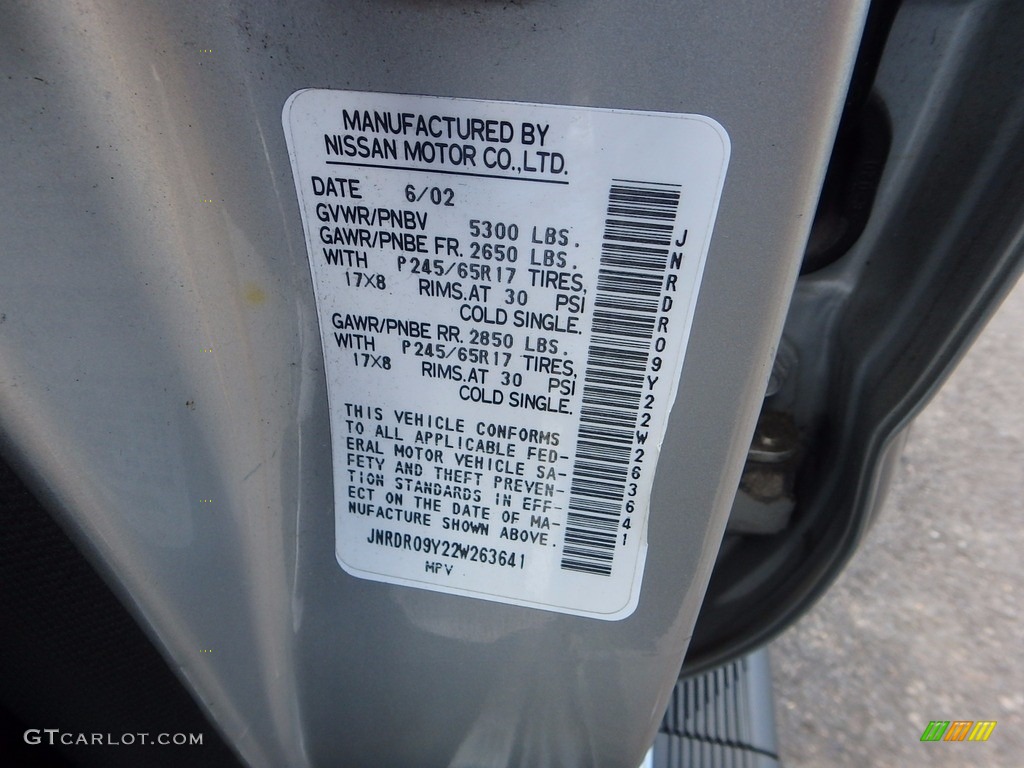 MANUFACTURED BY
NISSAN MOTOR CO.,LTD.
DATE 6/02
GVWR/PNBV 5300 LBS.
GAWR/PNBE FR. 2650 LBS.
WITH P245/65R17 TIRES,
17X8 RIMS.AT 30 PSI
COLD SINGLE.
GAWR/PNBE RR. 2850 LBS.
WITH P245/65R17 TIRES,
17X8 RIMS.AT 30 PSI
COLD SINGLE.
THIS VEHICLE CONFORMS
TO ALL APPLICABLE FED-
ERAL MOTOR VEHICLE SA-
FETY AND THEFT PREVEN-
TION STANDARDS IN EFF-
ECT ON THE DATE OF MA-
NUFACTURE SHOWN ABOVE.
JNRDR09Y22W263641
MPV
JNRDR09Y22W263641
GTCARLOT.COM